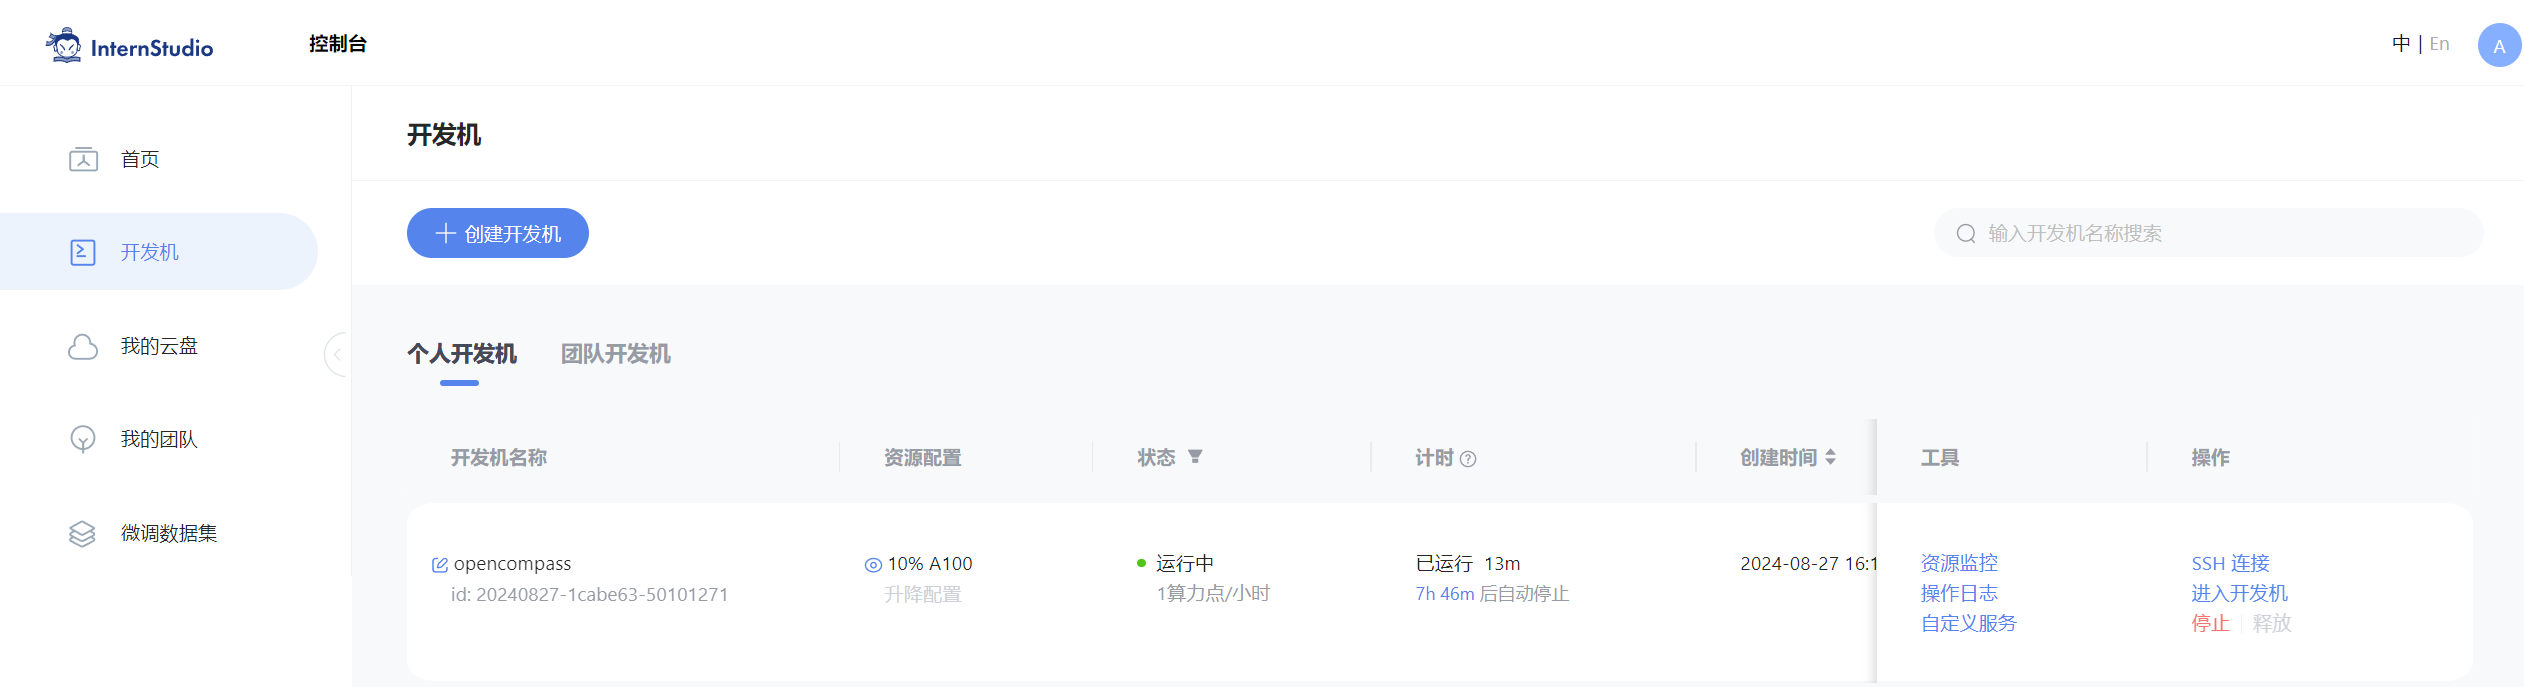 InternStudio
控制台
中 | En
A
首页
开发机
我的云盘
我的团队
微调数据集
开发机
创建开发机
输入开发机名称搜索
个人开发机 团队开发机
开发机名称 资源配置 状态 计时 创建时间 工具 操作
opencompass 10% A100 运行中 已运行 13m 2024-08-27 16:1 资源监控 SSH 连接
id: 20240827-1cabe63-50101271 升降配置 1算力点/小时 7h 46m 后自动停止 操作日志 进入开发机
自定义服务 停止 释放